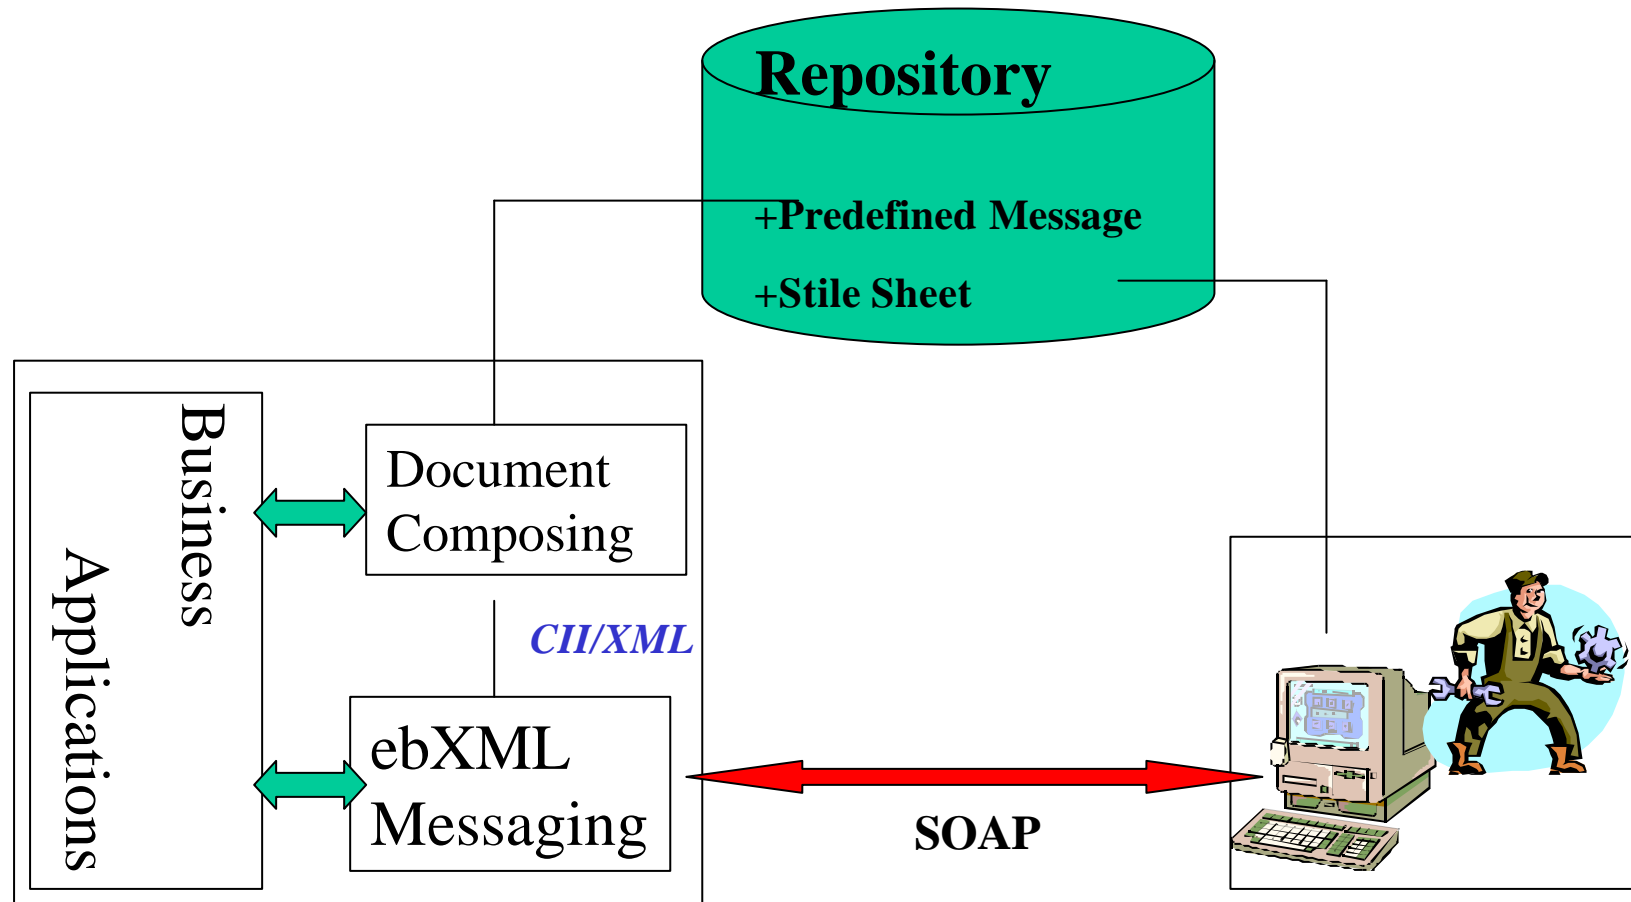 Repository
+Predefined Message
+Stile Sheet
Business
Applications
Document
Composing
CII/XML
ebXML
Messaging
SOAP